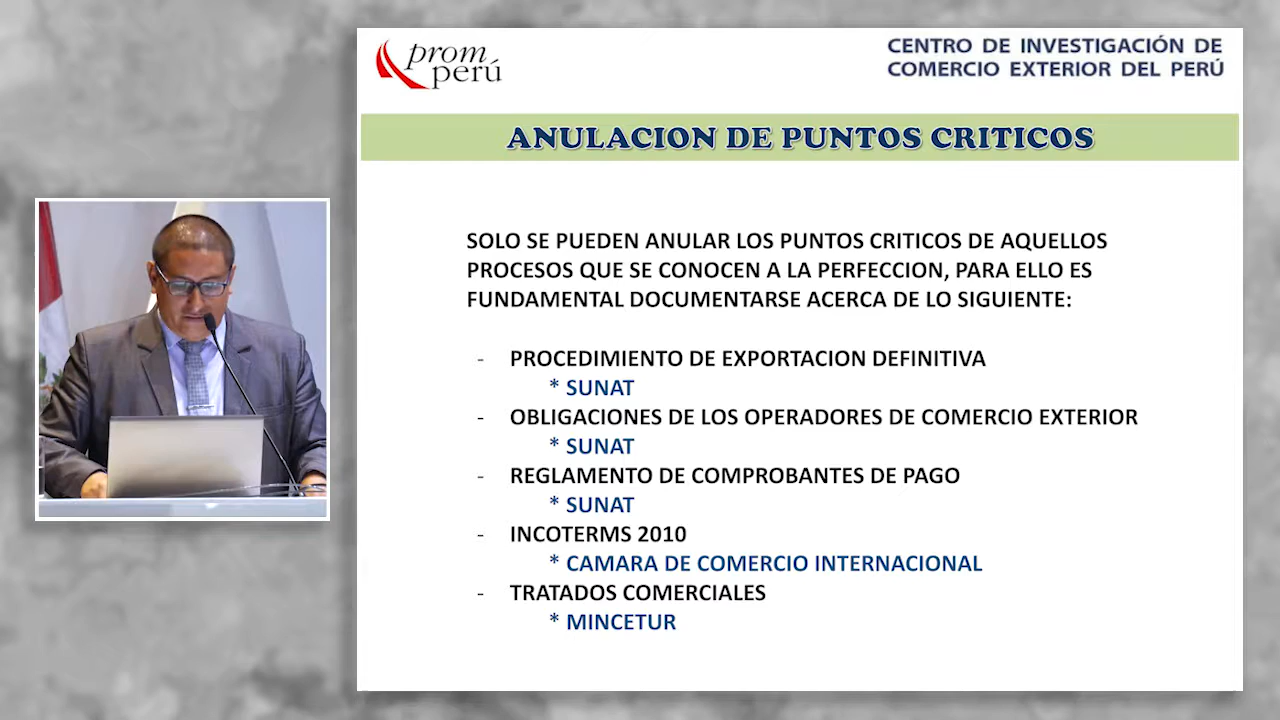 prom
perú
CENTRO DE INVESTIGACIÓN DE
COMERCIO EXTERIOR DEL PERÚ
ANULACION DE PUNTOS CRITICOS
SOLO SE PUEDEN ANULAR LOS PUNTOS CRITICOS DE AQUELLOS
PROCESOS QUE SE CONOCEN A LA PERFECCION, PARA ELLO ES
FUNDAMENTAL DOCUMENTARSE ACERCA DE LO SIGUIENTE:
- PROCEDIMIENTO DE EXPORTACION DEFINITIVA
* SUNAT
- OBLIGACIONES DE LOS OPERADORES DE COMERCIO EXTERIOR
* SUNAT
- REGLAMENTO DE COMPROBANTES DE PAGO
* SUNAT
- INCOTERMS 2010
* CAMARA DE COMERCIO INTERNACIONAL
- TRATADOS COMERCIALES
* MINCETUR